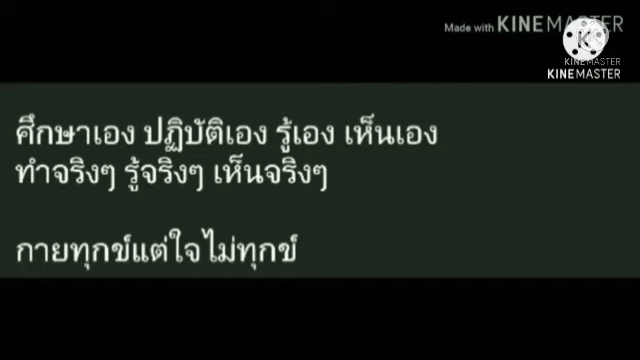 Made with KINEMASTER
KINEMASTER
KINEMASTER
ศึกษาเอง ปฏิบัติเอง รู้เอง เห็นเอง
ทำจริงๆ รู้จริงๆ เห็นจริงๆ
กายทุกข์แต่ใจไม่ทุกข์